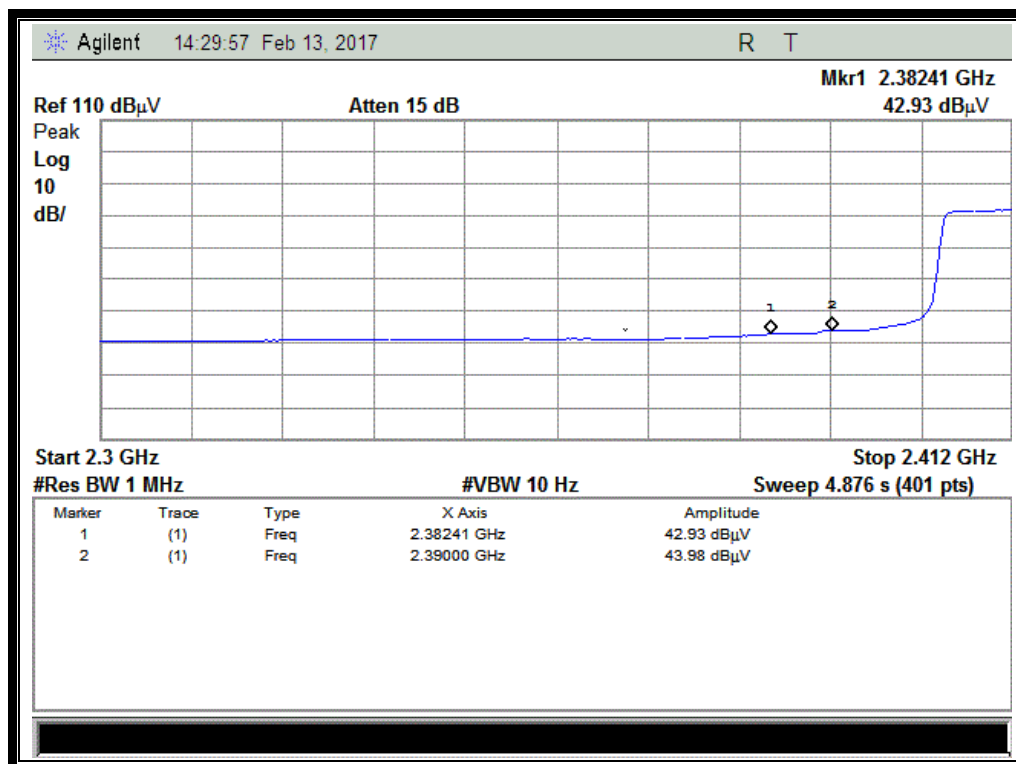 Agilent 14:29:57 Feb 13, 2017 R T
Mkr1 2.38241 GHz
Ref 110 dBµV Atten 15 dB 42.93 dBµV
Peak
Log
10
dB/
1 2
Start 2.3 GHz Stop 2.412 GHz
#Res BW 1 MHz #VBW 10 Hz Sweep 4.876 s (401 pts)
Marker Trace Type X Axis Amplitude
1 (1) Freq 2.38241 GHz 42.93 dBµV
2 (1) Freq 2.39000 GHz 43.98 dBµV